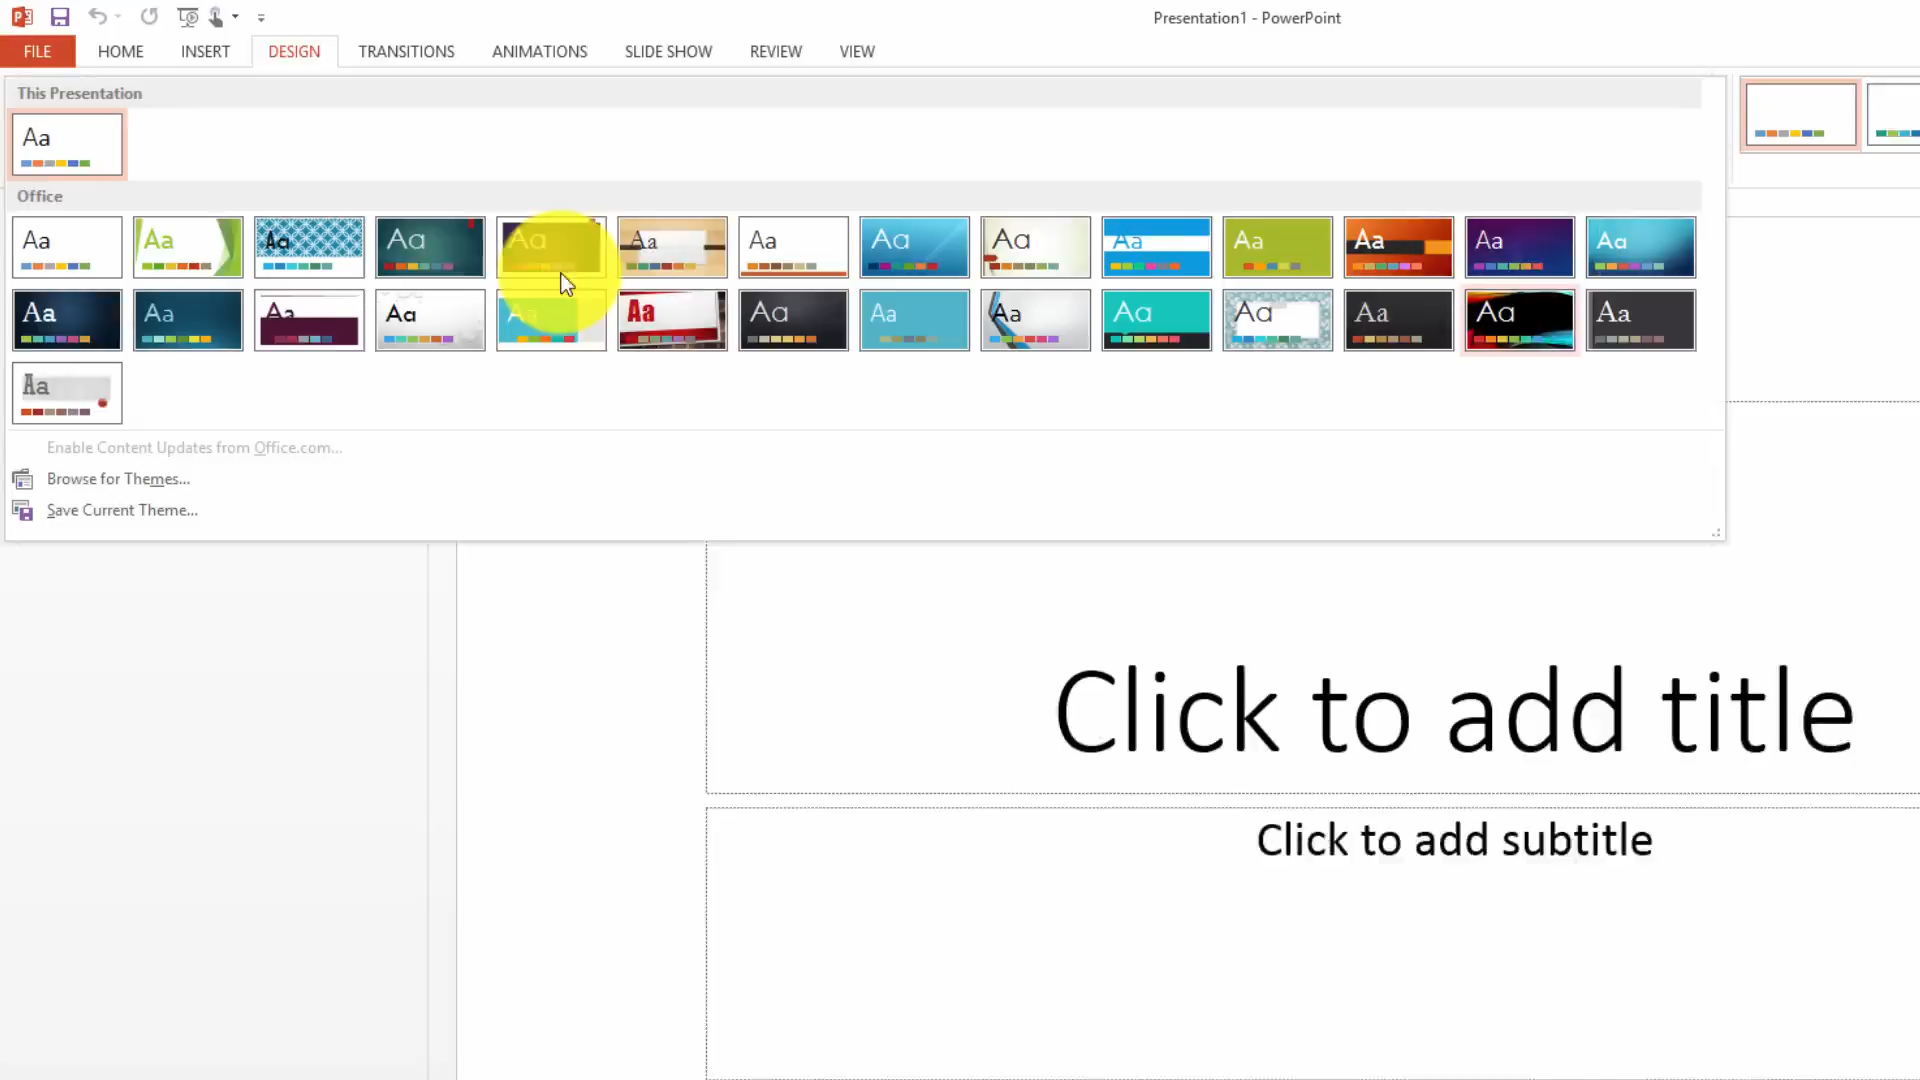 Presentation1 - PowerPoint
FILE HOME INSERT DESIGN TRANSITIONS ANIMATIONS SLIDE SHOW REVIEW VIEW
This Presentation
Aa
Office
Aa Aa Aa Aa Aa Aa Aa Aa Aa Aa Aa Aa Aa Aa
Aa Aa Aa Aa Aa Aa Aa Aa Aa Aa Aa Aa Aa Aa
Aa
Enable Content Updates from Office.com...
Browse for Themes...
Save Current Theme...
Click to add title
Click to add subtitle